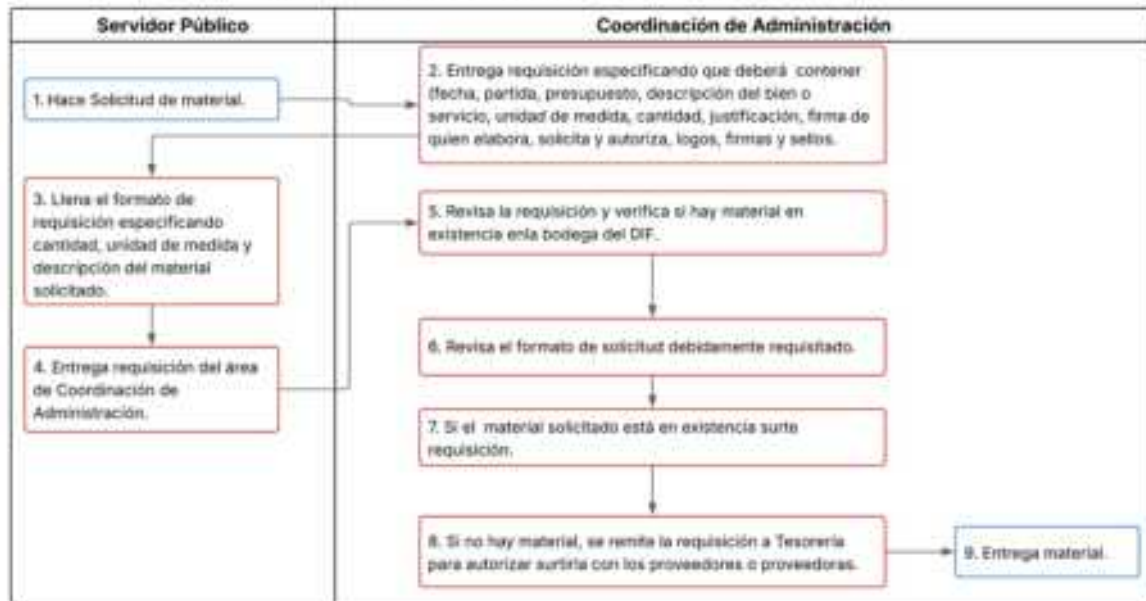 Servidor Público
Coordinación de Administración
1. Hace Solicitud de material.
2. Entrega requisición especificando que deberá contener
(fecha, partida, presupuesto, descripción del bien o
servicio, unidad de medida, cantidad, justificación, firma de
quien elabora, solicita y autoriza, logos, firmas y sellos.
3. Llena el formato de
requisición especificando
cantidad, unidad de medida y
descripción del material
solicitado.
4. Entrega requisición del área
de Coordinación de
Administración.
5. Revisa la requisición y verifica si hay material en
existencia enla bodega del DIF.
6. Revisa el formato de solicitud debidamente requisitado.
7. Si el material solicitado está en existencia surte
requisición.
8. Si no hay material, se remite la requisición a Tesorería
para autorizar surtirla con los proveedores o proveedoras.
9. Entrega material.